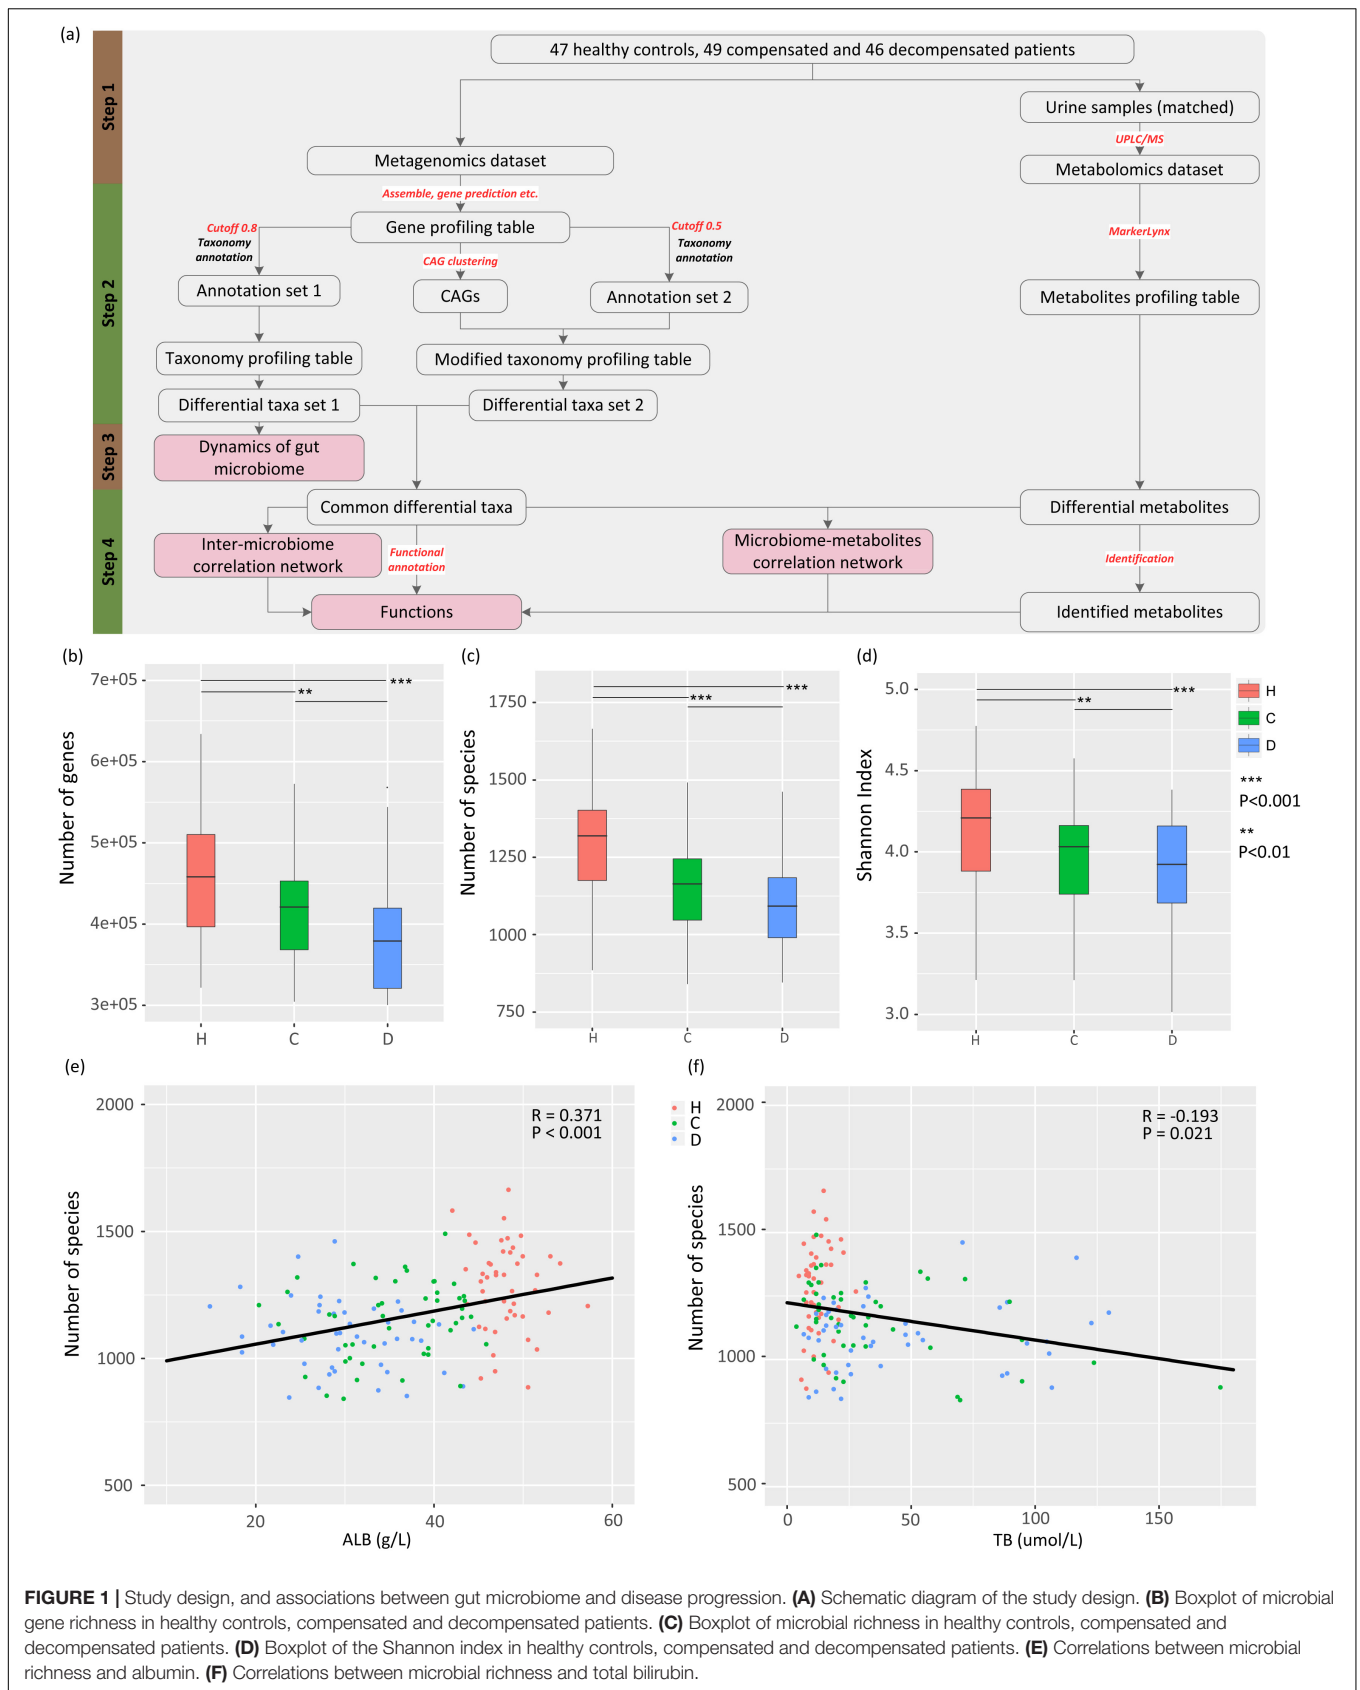 (a)
Step 1
Step 2
Step 3
Step 4
47 healthy controls, 49 compensated and 46 decompensated patients
Urine samples (matched)
UPLC/MS
Metagenomics dataset
Metabolomics dataset
Assemble, gene prediction etc.
Cutoff 0.8
Taxonomy
annotation
Gene profiling table
Cutoff 0.5
Taxonomy
annotation
MarkerLynx
CAG clustering
Annotation set 1
CAGs
Annotation set 2
Metabolites profiling table
Taxonomy profiling table
Modified taxonomy profiling table
Differential taxa set 1
Differential taxa set 2
Dynamics of gut
microbiome
Common differential taxa
Differential metabolites
Inter-microbiome
correlation network
Functional
annotation
Microbiome-metabolites
correlation network
Identification
Functions
Identified metabolites
(b)
Number of genes
7e+05
6e+05
5e+05
4e+05
3e+05
***
**
H C D
(c)
Number of species
1750
1500
1250
1000
750
***
***
H C D
(d)
Shannon Index
5.0
4.5
4.0
3.5
3.0
***
**
H C D
H
C
D
***
P<0.001
**
P<0.01
(e)
Number of species
2000
1500
1000
500
R = 0.371
P < 0.001
20 40 60
ALB (g/L)
H
C
D
(f)
Number of species
2000
1500
1000
500
R = -0.193
P = 0.021
0 50 100 150
TB (umol/L)
FIGURE 1 | Study design, and associations between gut microbiome and disease progression. (A) Schematic diagram of the study design. (B) Boxplot of microbial
gene richness in healthy controls, compensated and decompensated patients. (C) Boxplot of microbial richness in healthy controls, compensated and
decompensated patients. (D) Boxplot of the Shannon index in healthy controls, compensated and decompensated patients. (E) Correlations between microbial
richness and albumin. (F) Correlations between microbial richness and total bilirubin.